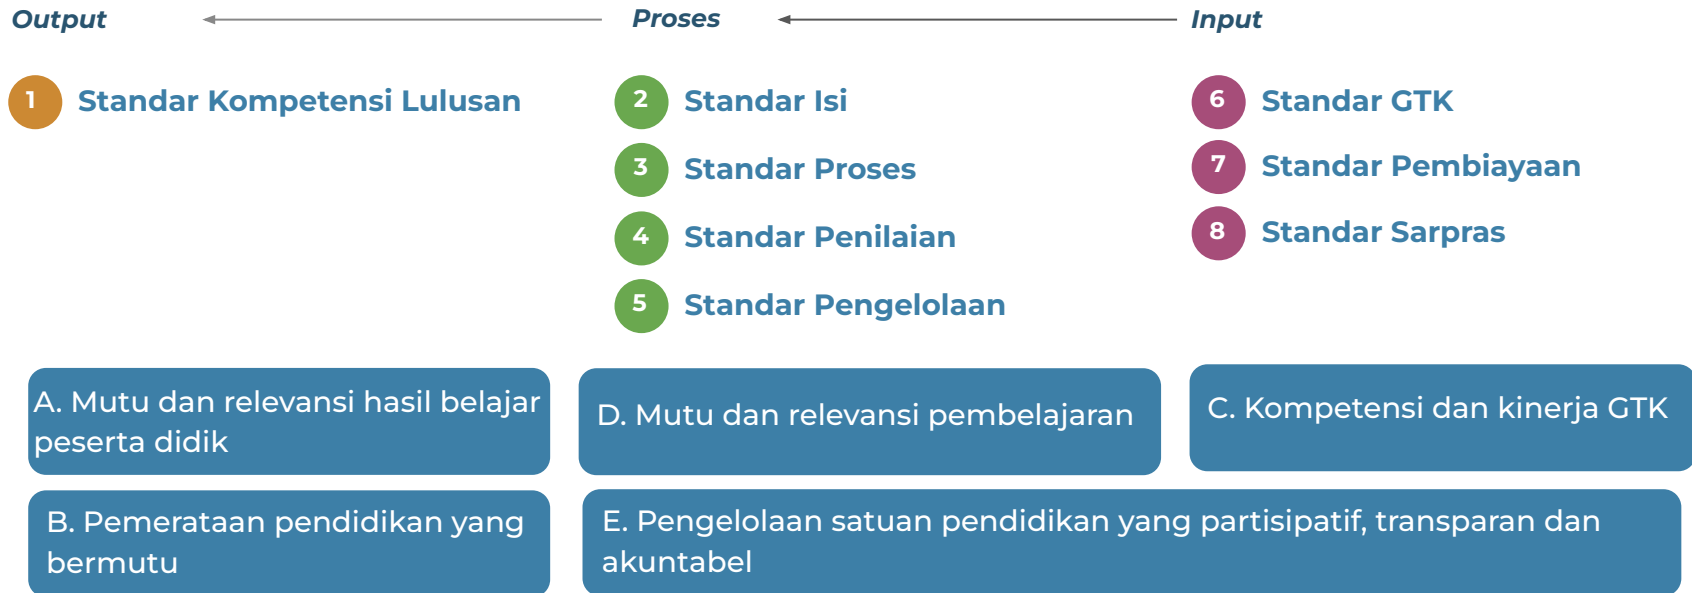 Output
Proses
Input
1 Standar Kompetensi Lulusan
2 Standar Isi
3 Standar Proses
4 Standar Penilaian
5 Standar Pengelolaan
6 Standar GTK
7 Standar Pembiayaan
8 Standar Sarpras
A. Mutu dan relevansi hasil belajar
peserta didik
D. Mutu dan relevansi pembelajaran
C. Kompetensi dan kinerja GTK
B. Pemerataan pendidikan yang
bermutu
E. Pengelolaan satuan pendidikan yang partisipatif, transparan dan
akuntabel